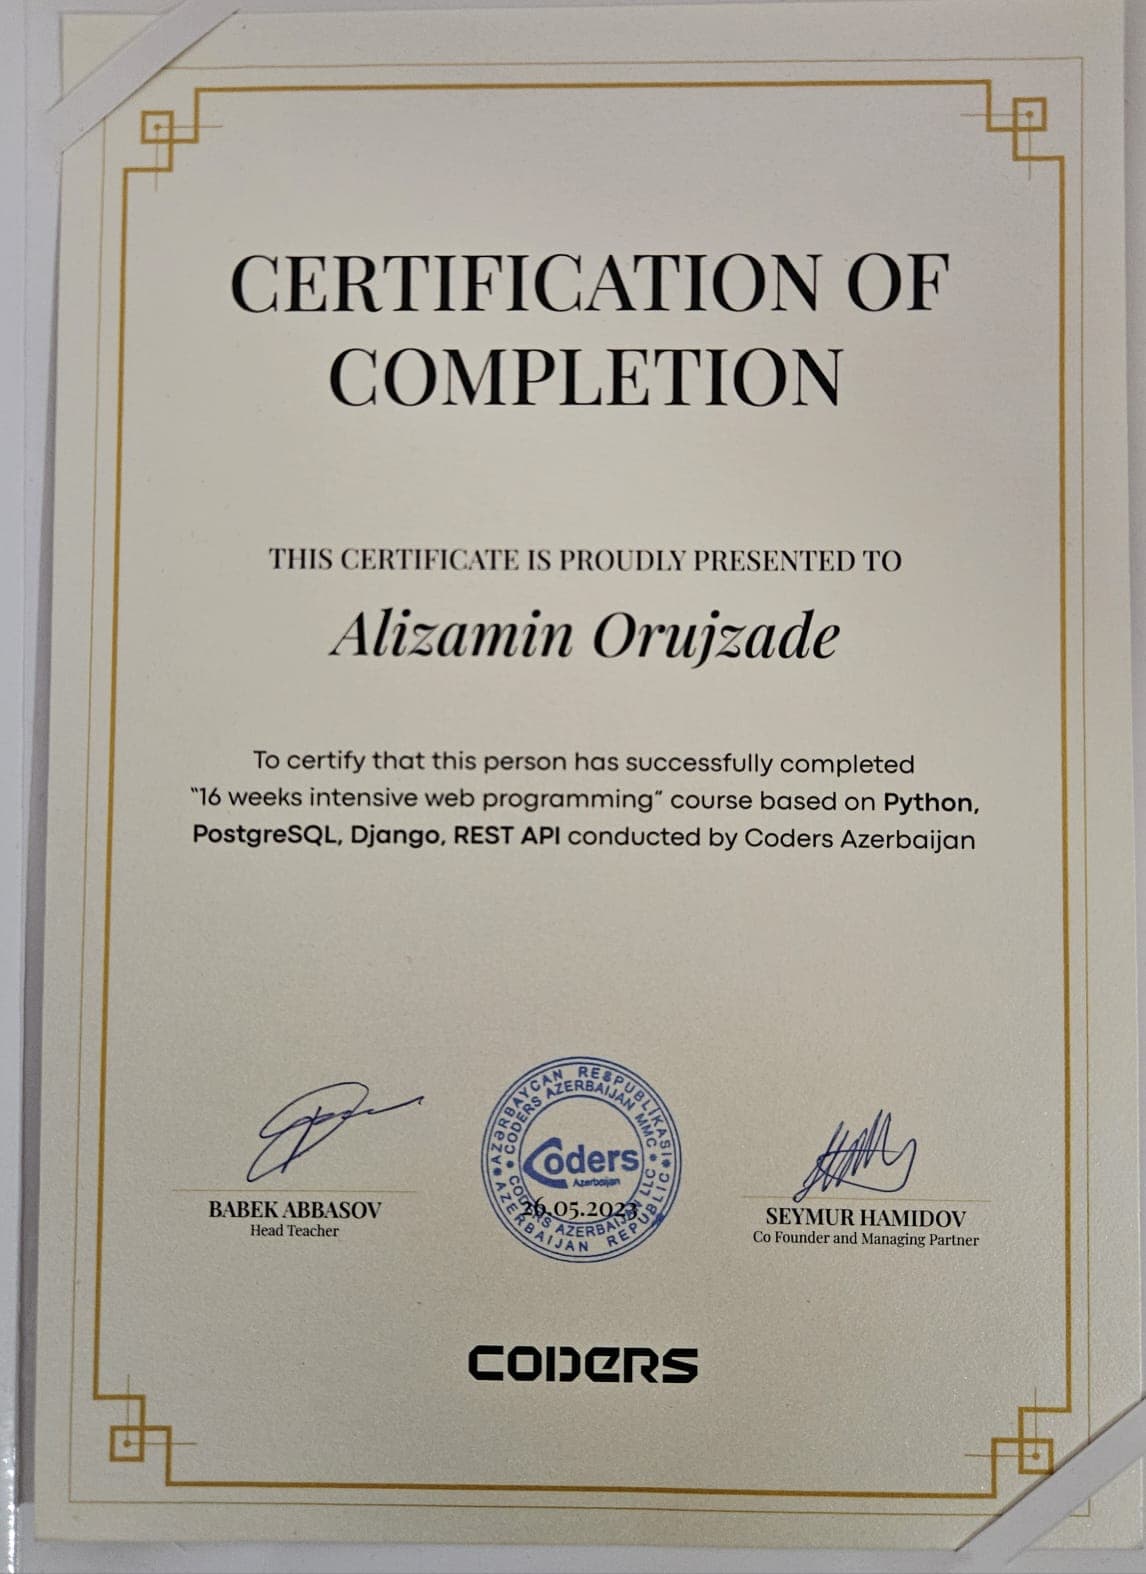 CERTIFICATION OF
COMPLETION
THIS CERTIFICATE IS PROUDLY PRESENTED TO
Alizamin Orujzade
To certify that this person has successfully completed
"16 weeks intensive web programming" course based on Python,
PostgreSQL, Django, REST API conducted by Coders Azerbaijan
BABEK ABBASOV
Head Teacher
AZƏRBAYCAN RESPUBLİKASI
CODERS AZERBAIJAN MMC
Coders
Azerbaijan
26.05.2023
CODERS AZERBAIJAN LLC
AZERBAIJAN REPUBLIC
SEYMUR HAMIDOV
Co Founder and Managing Partner
CODERS